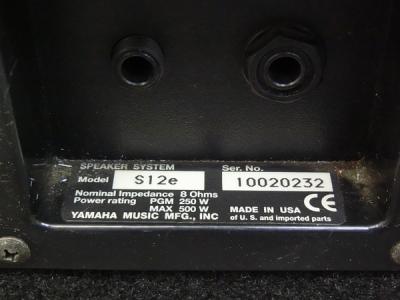 SPEAKER SYSTEM Ser. No.
Model S12e 10020232
Nominal Impedance 8 Ohms
Power rating PGM 250 W
MAX 500 W
YAMAHA MUSIC MFG., INC
MADE IN USA
of U.S. and imported parts
CE